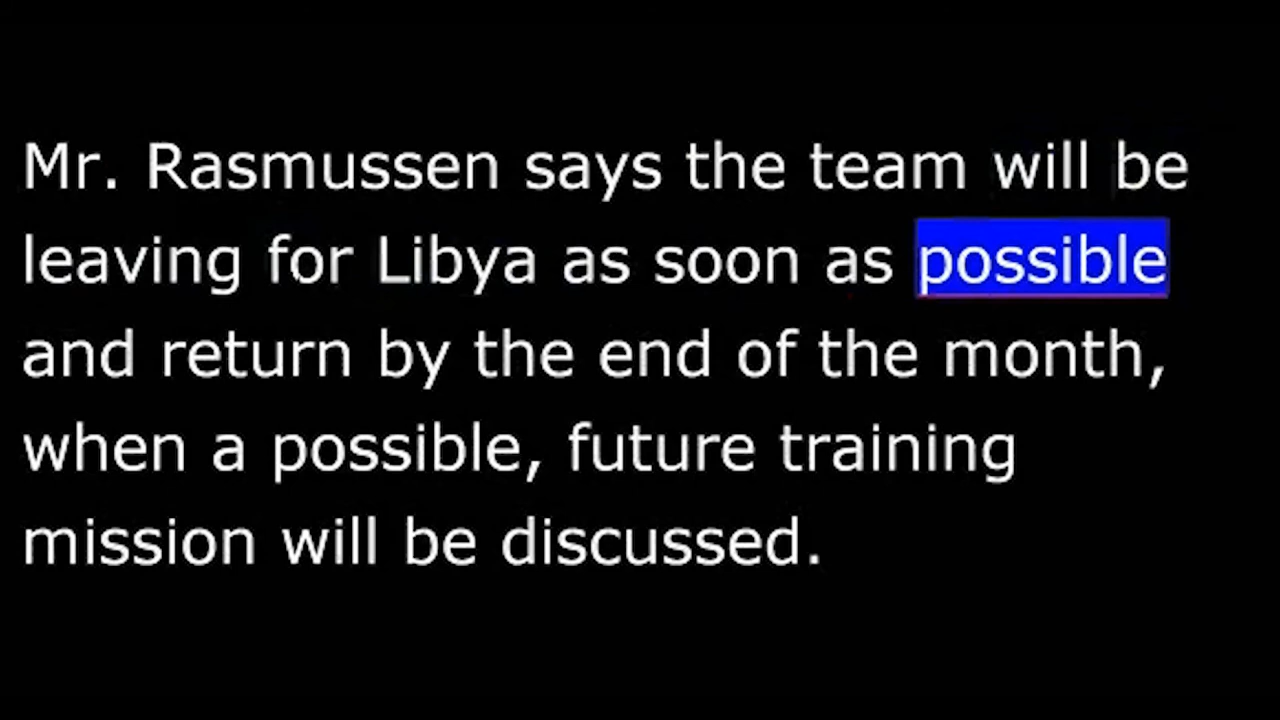 Mr. Rasmussen says the team will be
leaving for Libya as soon as possible
and return by the end of the month,
when a possible, future training
mission will be discussed.